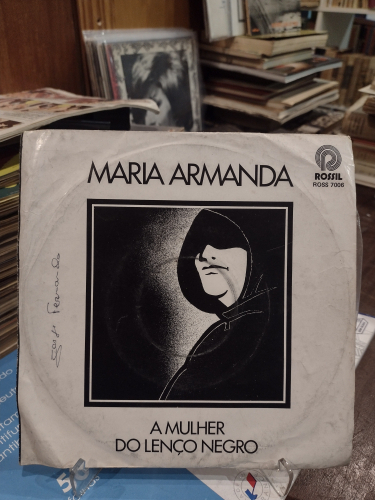 MARIA ARMANDA
ROSSIL
ROSS 7006
A MULHER
DO LENÇO NEGRO